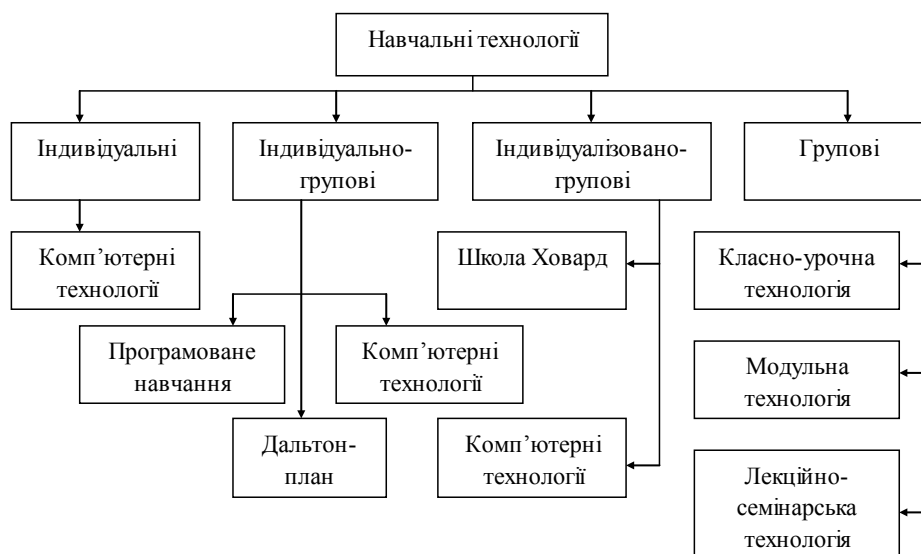 Навчальні технології
Індивідуальні
Індивідуально-
групові
Індивідуалізовано-
групові
Групові
Комп’ютерні
технології
Школа Ховард
Класно-урочна
технологія
Програмоване
навчання
Комп’ютерні
технології
Модульна
технологія
Дальтон-
план
Комп’ютерні
технології
Лекційно-
семінарська
технологія